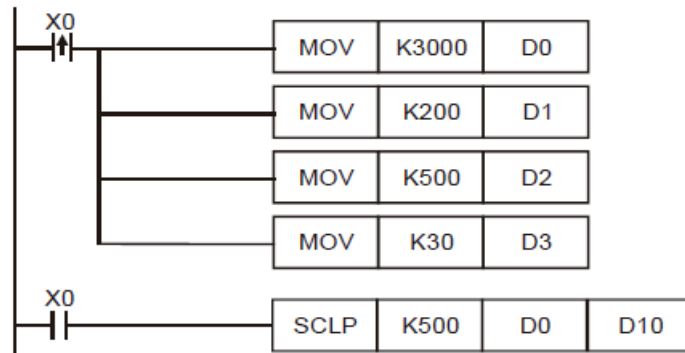 X0
MOV K3000 D0
MOV K200 D1
MOV K500 D2
MOV K30 D3
X0
SCLP K500 D0 D10